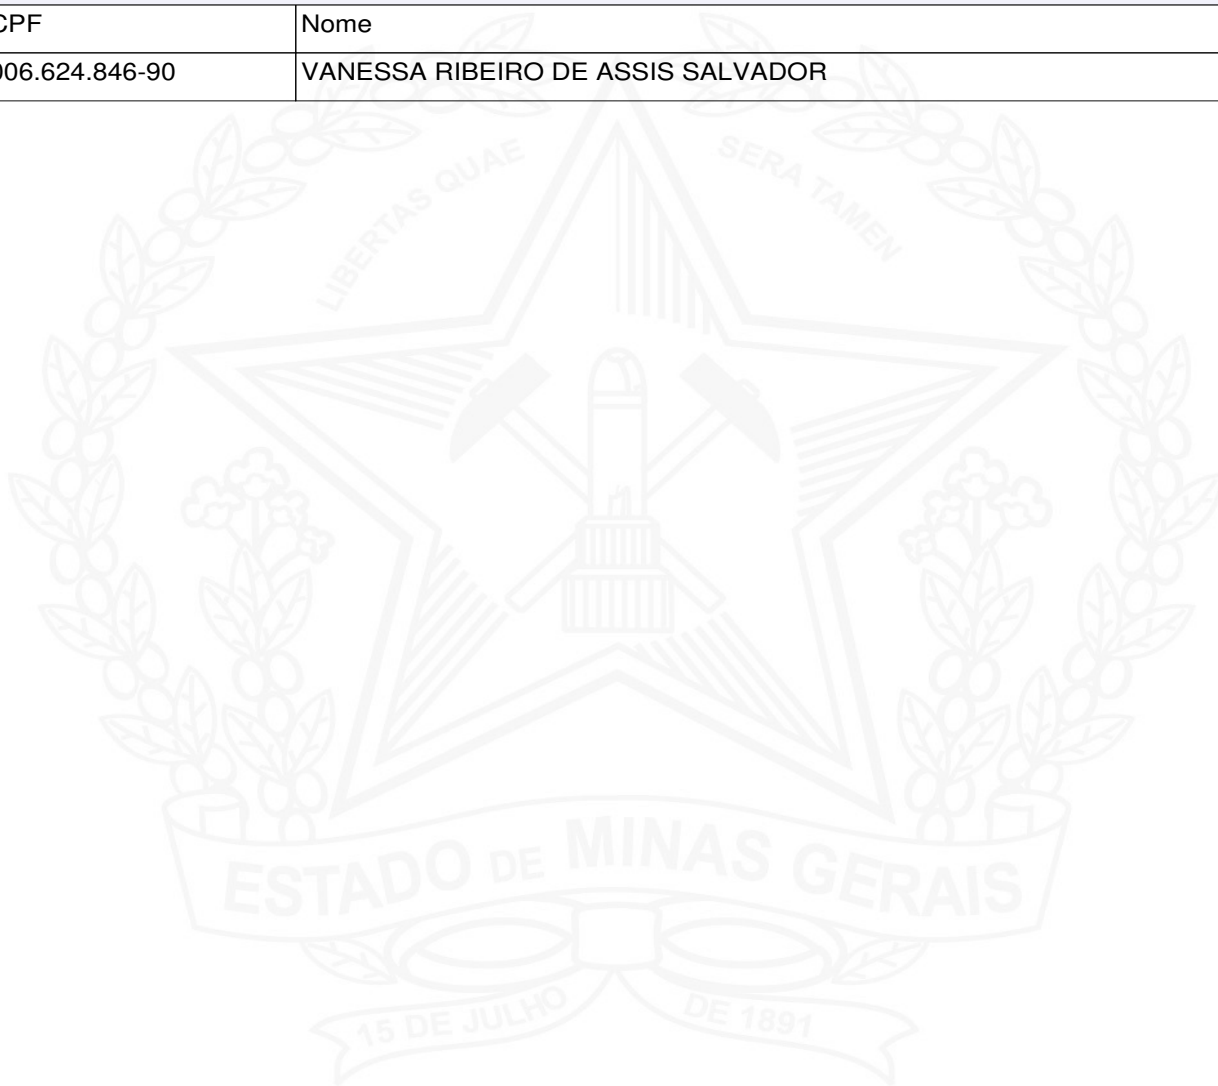 CPF Nome
006.624.846-90 VANESSA RIBEIRO DE ASSIS SALVADOR
LIBERTAS QUAE SERA TAMEN
ESTADO DE MINAS GERAIS
15 DE JULHO DE 1891